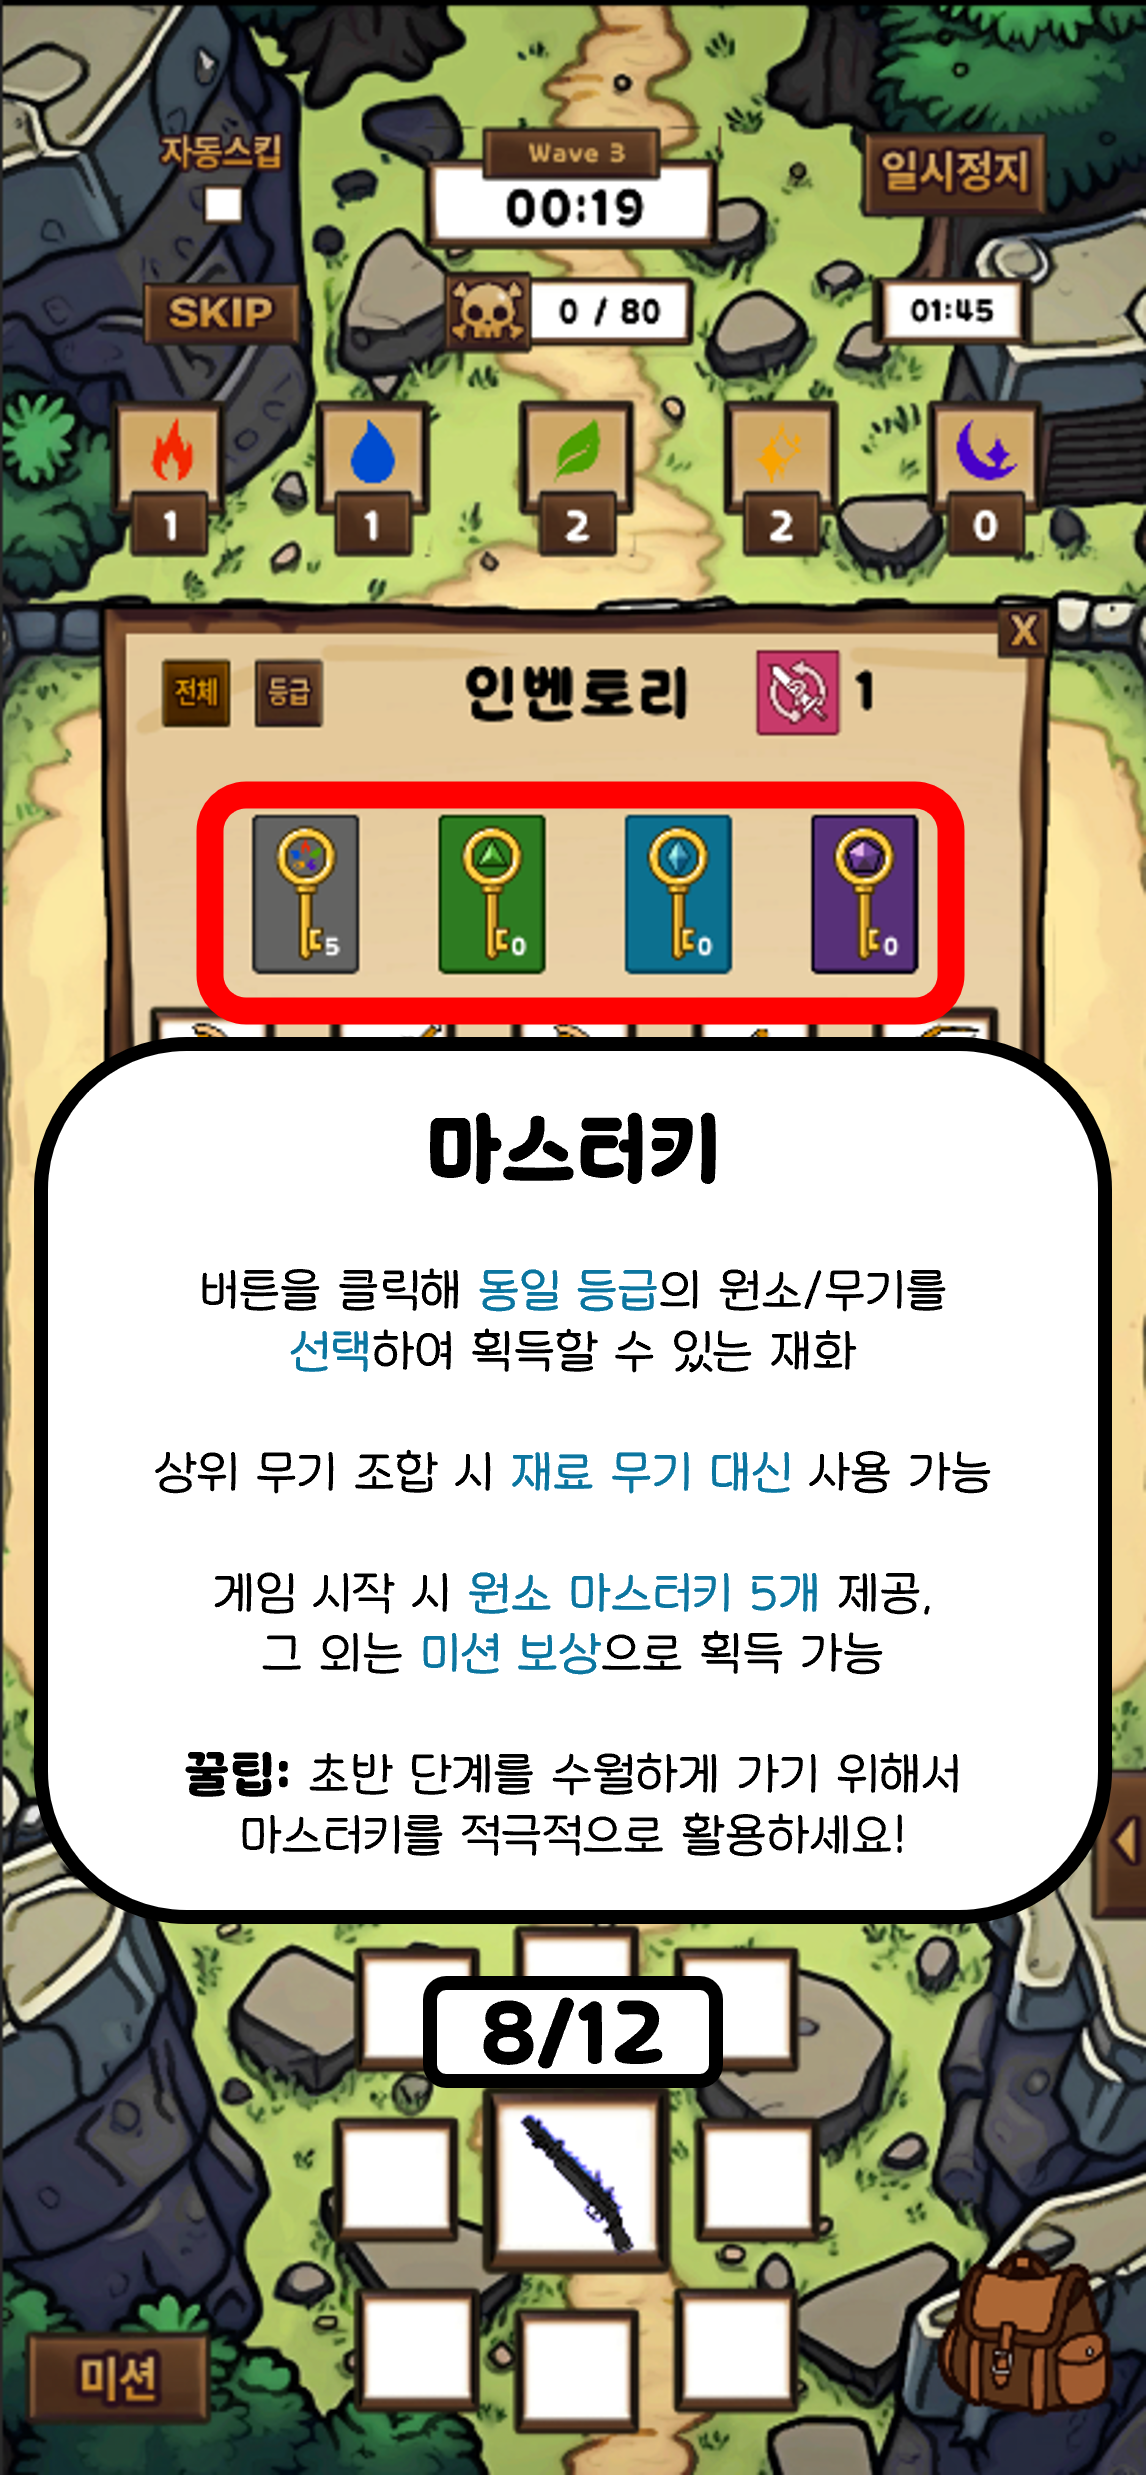 자동스킵
Wave 3
00:19
일시정지
SKIP
0 / 80
01:45
1
1
2
2
0
X
전체
등급
인벤토리
1
5
0
0
0
마스터키
버튼을 클릭해 동일 등급의 원소/무기를
선택하여 획득할 수 있는 재화
상위 무기 조합 시 재료 무기 대신 사용 가능
게임 시작 시 원소 마스터키 5개 제공,
그 외는 미션 보상으로 획득 가능
꿀팁: 초반 단계를 수월하게 가기 위해서
마스터키를 적극적으로 활용하세요!
8/12
미션